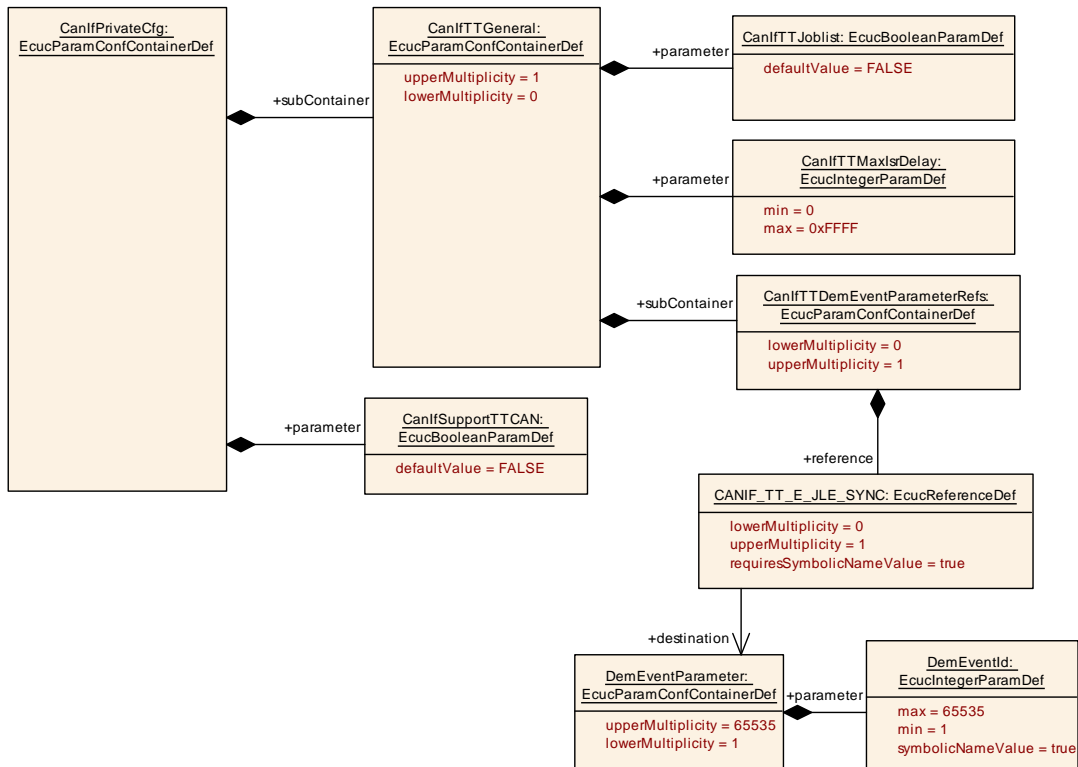 CanIfPrivateCfg:
EcucParamConfContainerDef
+subContainer
CanIfTTGeneral:
EcucParamConfContainerDef
upperMultiplicity = 1
lowerMultiplicity = 0
+parameter
CanIfTTJoblist: EcucBooleanParamDef
defaultValue = FALSE
+parameter
CanIfTTMaxIsrDelay:
EcucIntegerParamDef
min = 0
max = 0xFFFF
+subContainer
CanIfTTDemEventParameterRefs:
EcucParamConfContainerDef
lowerMultiplicity = 0
upperMultiplicity = 1
+parameter
CanIfSupportTTCAN:
EcucBooleanParamDef
defaultValue = FALSE
+reference
CANIF_TT_E_JLE_SYNC: EcucReferenceDef
lowerMultiplicity = 0
upperMultiplicity = 1
requiresSymbolicNameValue = true
+destination
DemEventParameter:
EcucParamConfContainerDef
upperMultiplicity = 65535
lowerMultiplicity = 1
+parameter
DemEventId:
EcucIntegerParamDef
max = 65535
min = 1
symbolicNameValue = true